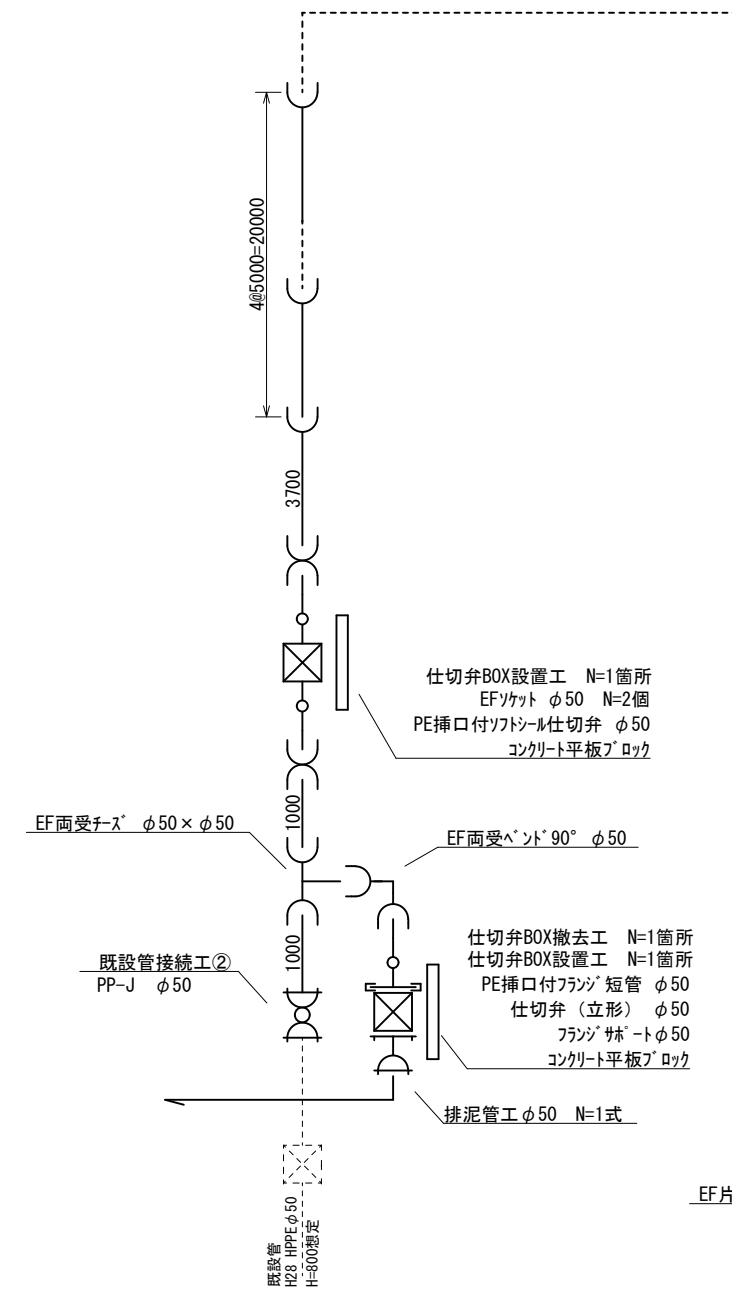 4@5000=20000
3700
仕切弁BOX設置工 N=1箇所
EFソケット φ50 N=2個
PE挿口付ソフトシール仕切弁 φ50
コンクリート平板ブロック
1000
EF両受チーズ φ50×φ50
EF両受ベンド90° φ50
1000
既設管接続工②
PP-J φ50
仕切弁BOX撤去工 N=1箇所
仕切弁BOX設置工 N=1箇所
PE挿口付フランジ短管 φ50
仕切弁（立形） φ50
フランジサポートφ50
コンクリート平板ブロック
排泥管工φ50 N=1式
既設管
H28 HPPEφ50
H=800想定
EF片